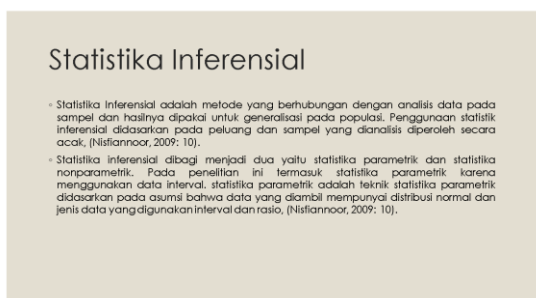 Statistika Inferensial
◦ Statistika Inferensial adalah metode yang berhubungan dengan analisis data pada
sampel dan hasilnya dipakai untuk generalisasi pada populasi. Penggunaan statistik
inferensial didasarkan pada peluang dan sampel yang dianalisis diperoleh secara
acak, (Nisfiannoor, 2009: 10).
◦ Statistika inferensial dibagi menjadi dua yaitu statistika parametrik dan statistika
nonparametrik. Pada penelitian ini termasuk statistika parametrik karena
menggunakan data interval. statistika parametrik adalah teknik statistika parametrik
didasarkan pada asumsi bahwa data yang diambil mempunyai distribusi normal dan
jenis data yang digunakan interval dan rasio, (Nisfiannoor, 2009: 10).